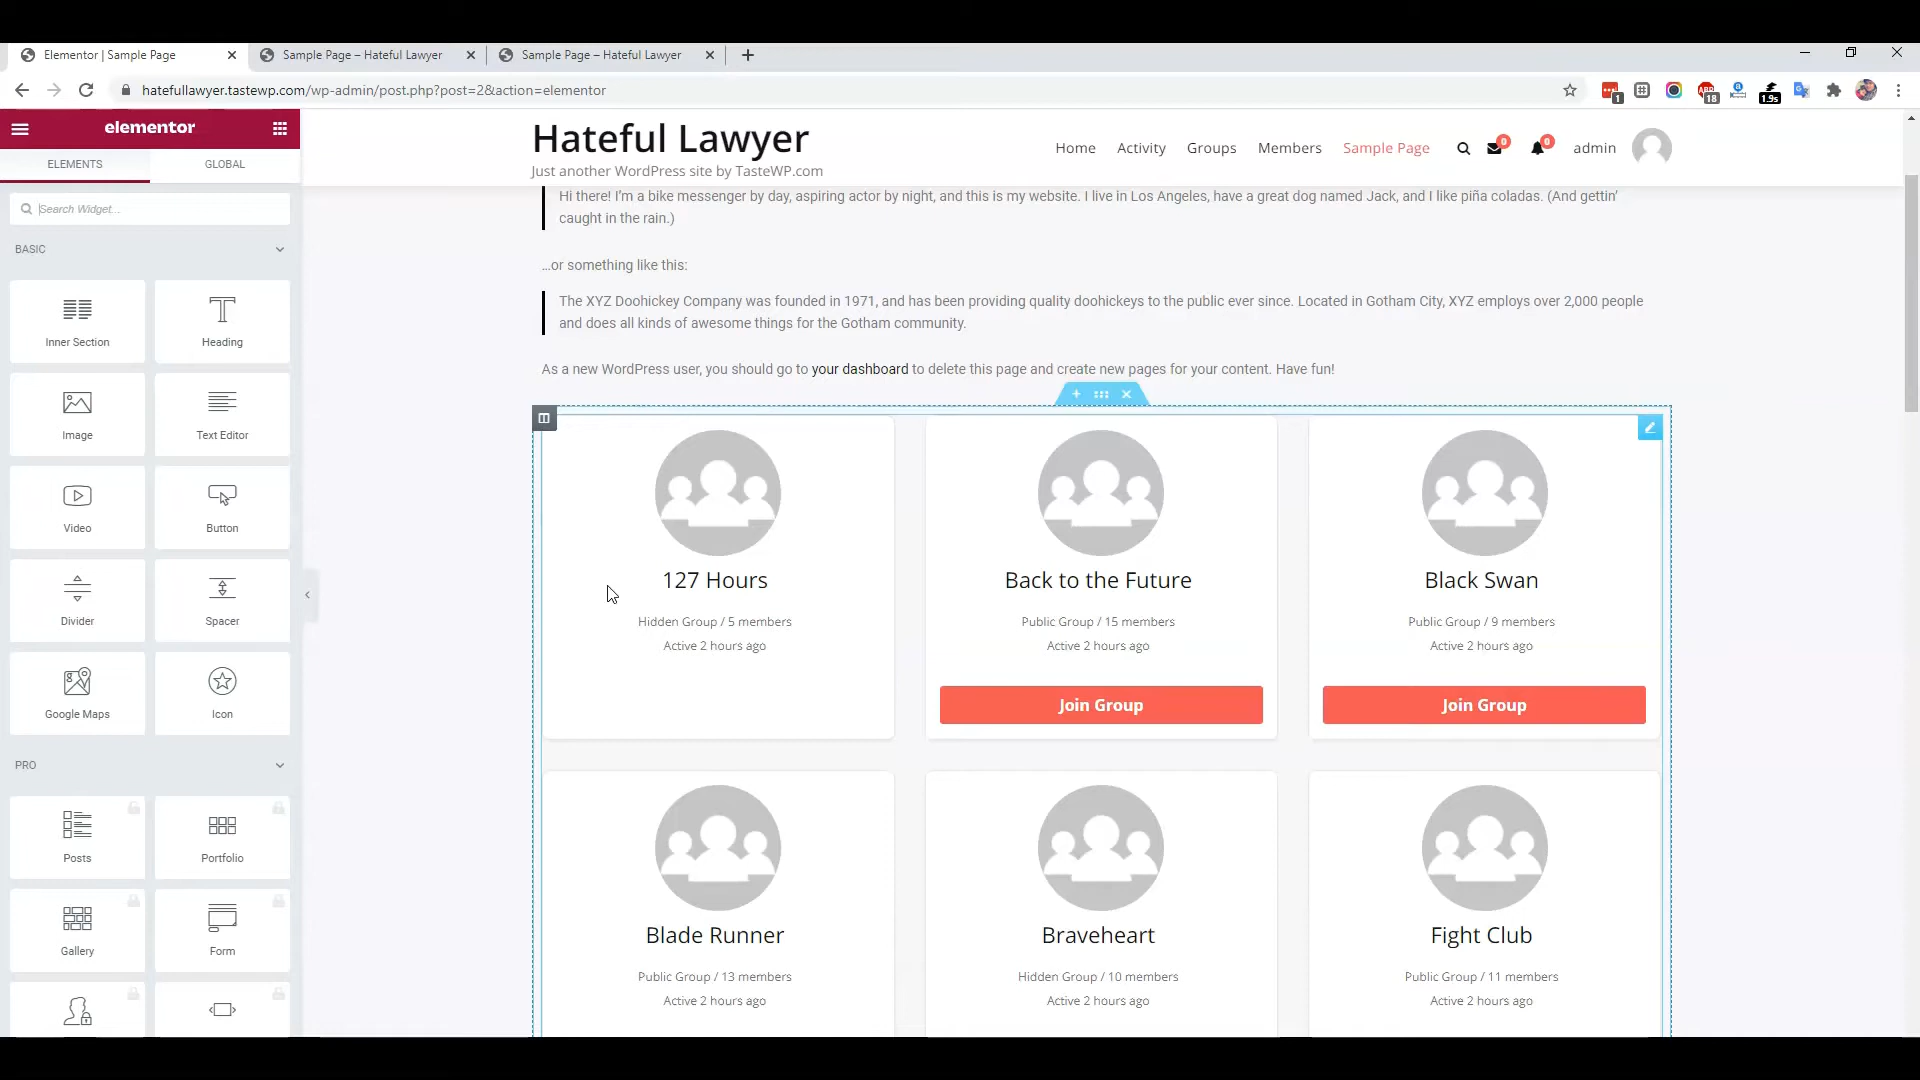 Elementor | Sample Page
Sample Page – Hateful Lawyer
Sample Page – Hateful Lawyer
hatefullawyer.tastewp.com/wp-admin/post.php?post=2&action=elementor
1
18
1.9s
elementor
ELEMENTS
GLOBAL
Search Widget...
BASIC
Inner Section
Heading
Image
Text Editor
Video
Button
Divider
Spacer
Google Maps
Icon
PRO
Posts
Portfolio
Gallery
Form
Hateful Lawyer
Just another WordPress site by TasteWP.com
Home
Activity
Groups
Members
Sample Page
0
0
admin
Hi there! I'm a bike messenger by day, aspiring actor by night, and this is my website. I live in Los Angeles, have a great dog named Jack, and I like piña coladas. (And gettin'
caught in the rain.)
...or something like this:
The XYZ Doohickey Company was founded in 1971, and has been providing quality doohickeys to the public ever since. Located in Gotham City, XYZ employs over 2,000 people
and does all kinds of awesome things for the Gotham community.
As a new WordPress user, you should go to your dashboard to delete this page and create new pages for your content. Have fun!
127 Hours
Hidden Group / 5 members
Active 2 hours ago
Back to the Future
Public Group / 15 members
Active 2 hours ago
Join Group
Black Swan
Public Group / 9 members
Active 2 hours ago
Join Group
Blade Runner
Public Group / 13 members
Active 2 hours ago
Braveheart
Hidden Group / 10 members
Active 2 hours ago
Fight Club
Public Group / 11 members
Active 2 hours ago